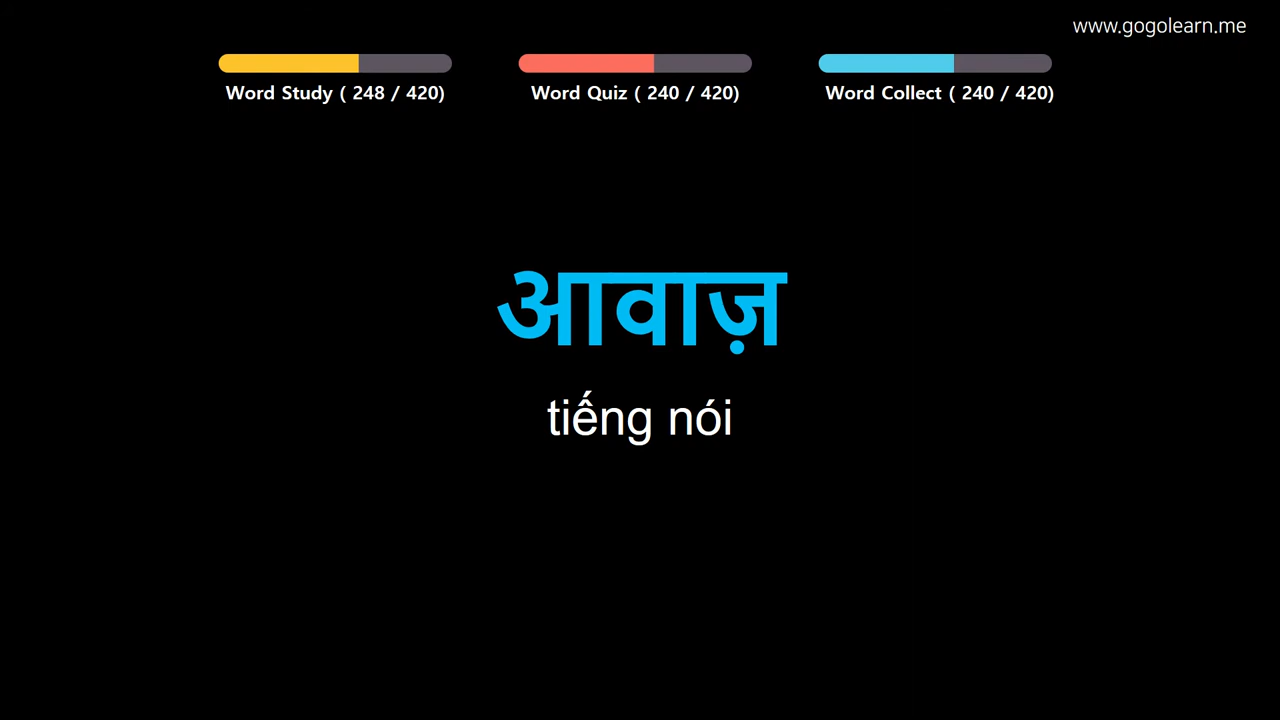 www.gogolearn.me
Word Study ( 248 / 420)
Word Quiz ( 240 / 420)
Word Collect ( 240 / 420)
आवाज़
tiếng nói